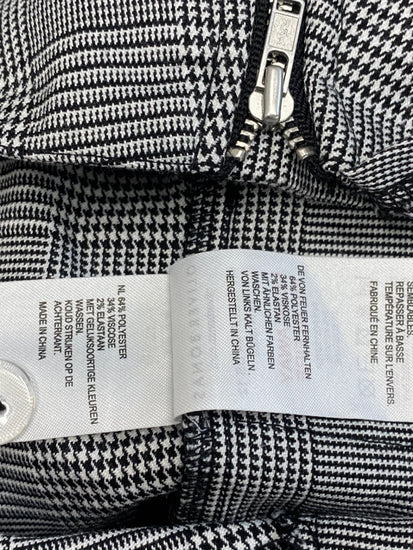 SEMBLABLES.
REPASSER A BASSE
TEMPERATURE SUR L'ENVERS
FABRIQUE EN CHINE
DE VON FEUER FERNHALTEN
64% POLYESTER
34% VISKOSE
2% ELASTAN
MIT ÄHNLICHEN FARBEN
WASCHEN.
VON LINKS KALT BÜGELN
HERGESTELLT IN CHINA
NL 64% POLYESTER
34% VISCOSE
2% ELASTAN
MET GELIJKSOORTIGE KLEUREN
WASSEN.
KOUD STRIJKEN OP DE
ACHTERKANT.
MADE IN CHINA